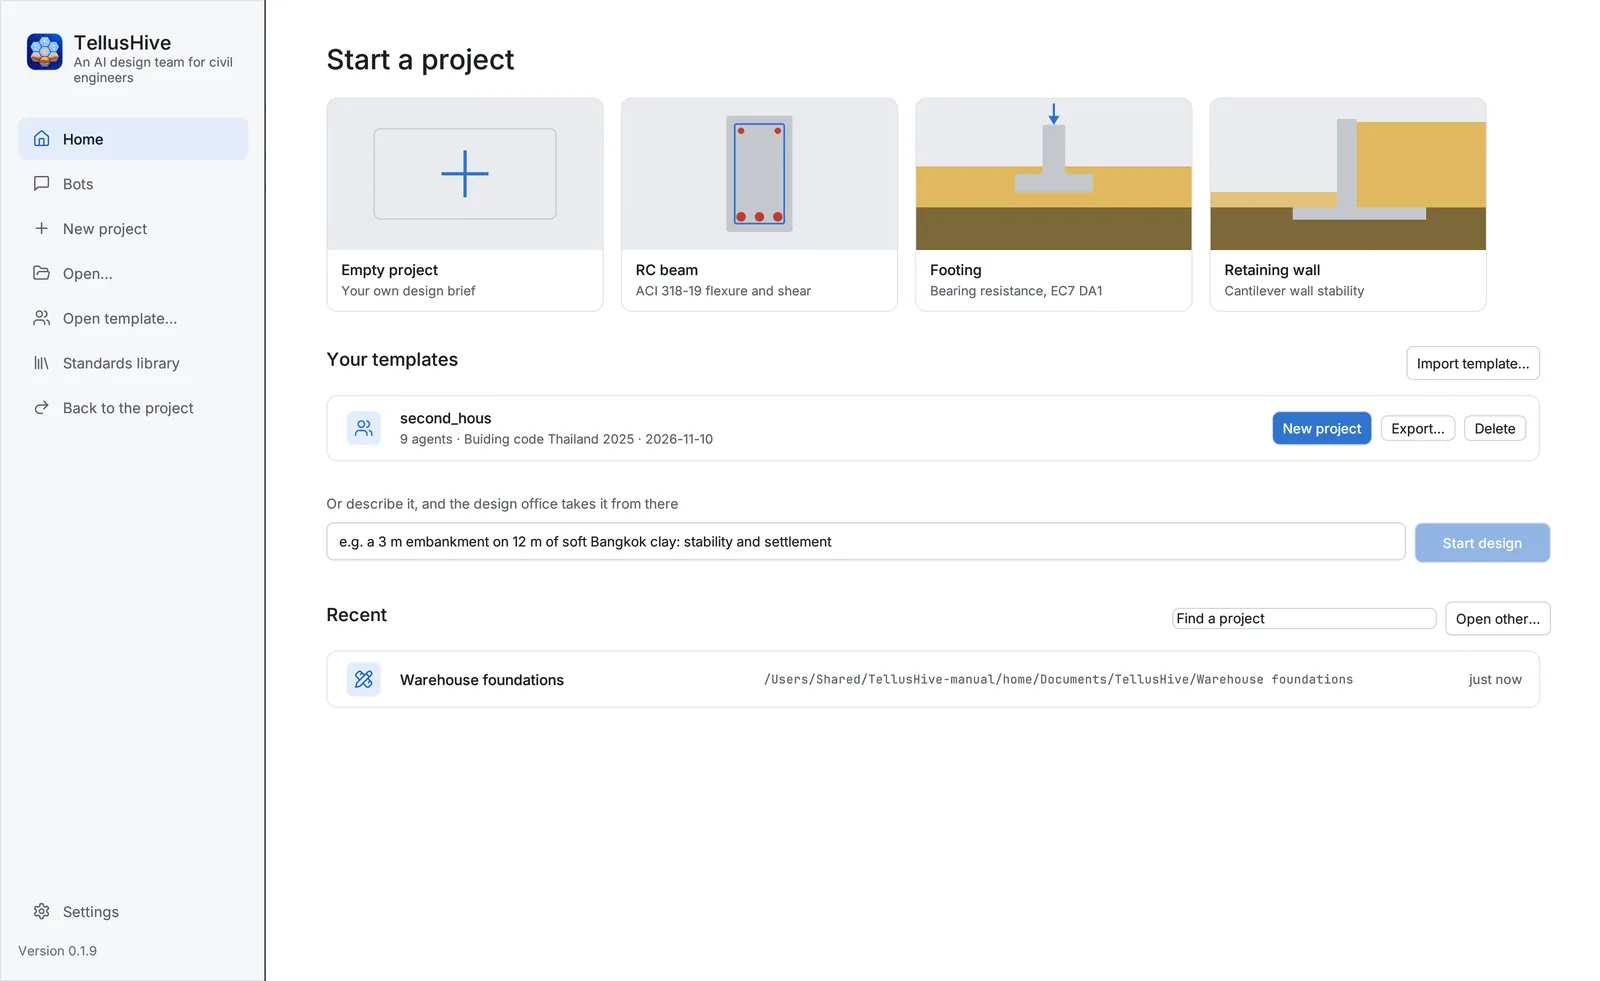 TellusHive
An AI design team for civil
engineers
Home
Bots
New project
Open...
Open template...
Standards library
Back to the project
Settings
Version 0.1.9
Start a project
Empty project
Your own design brief
RC beam
ACI 318-19 flexure and shear
Footing
Bearing resistance, EC7 DA1
Retaining wall
Cantilever wall stability
Your templates
Import template...
second_hous
9 agents · Buiding code Thailand 2025 · 2026-11-10
New project
Export...
Delete
Or describe it, and the design office takes it from there
e.g. a 3 m embankment on 12 m of soft Bangkok clay: stability and settlement
Start design
Recent
Find a project
Open other...
Warehouse foundations
/Users/Shared/TellusHive-manual/home/Documents/TellusHive/Warehouse foundations
just now